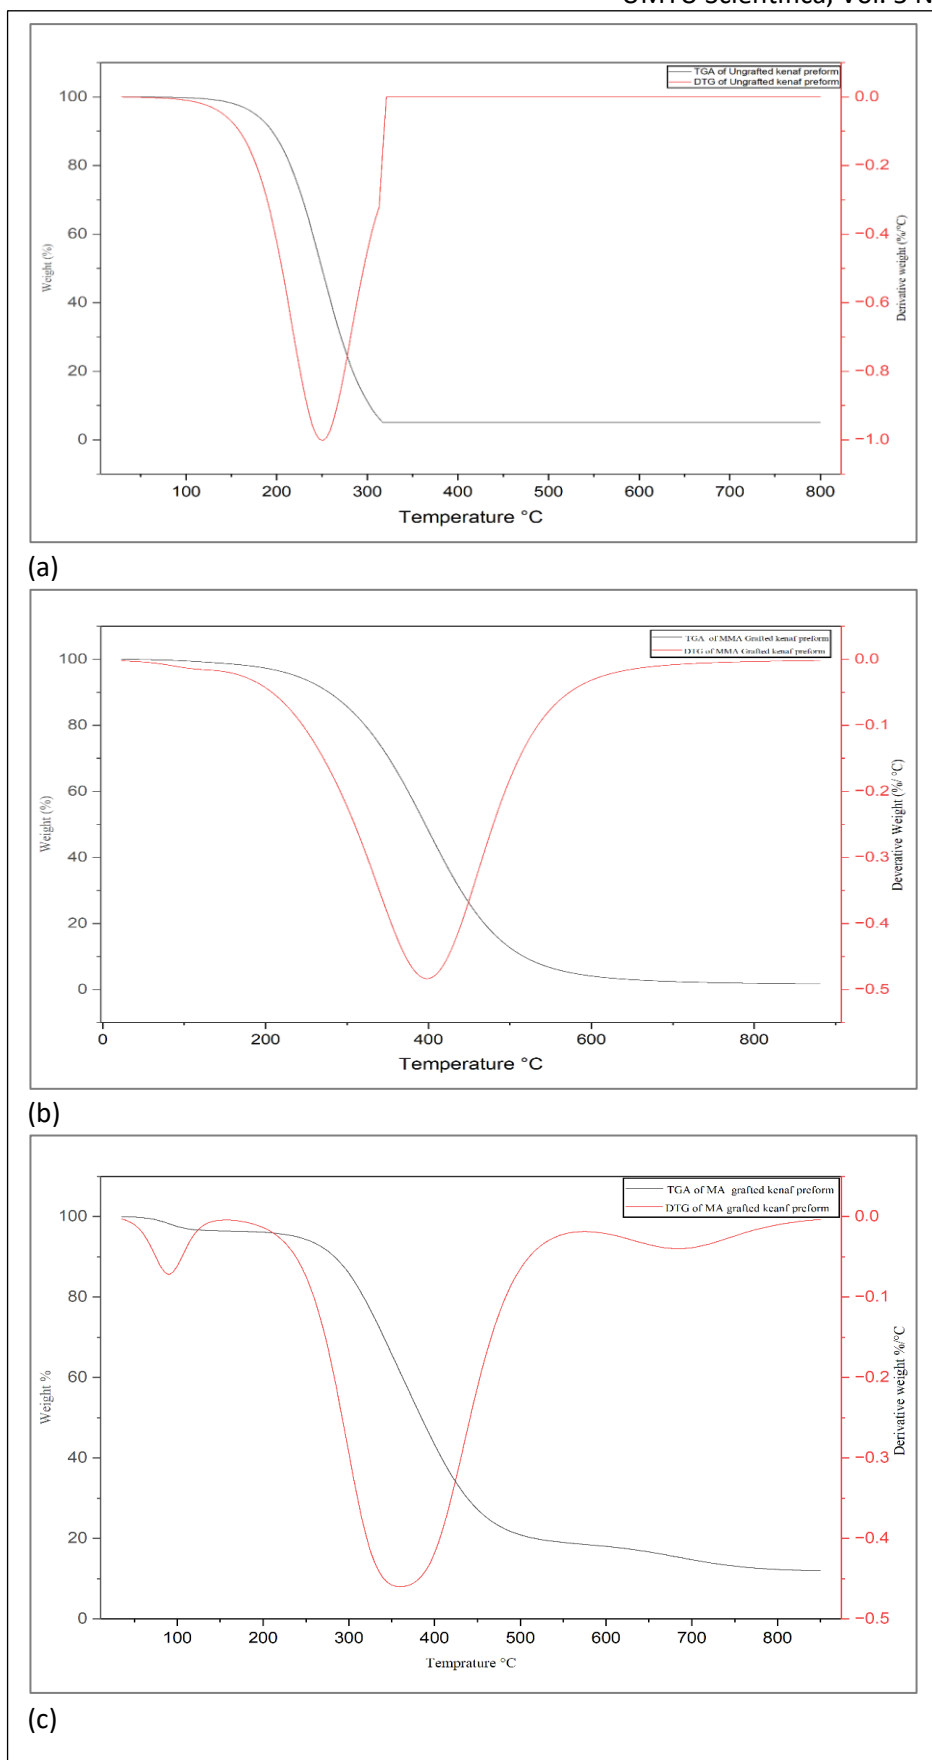 TGA of Ungrafted kenaf preform
DTG of Ungrafted kenaf preform
100
80
60
40
20
0
Weight (%)
0.0
−0.2
−0.4
−0.6
−0.8
−1.0
Derivative weight (%/°C)
100 200 300 400 500 600 700 800
Temperature °C
(a)
TGA of MMA Grafted kenaf preform
DTG of MMA Grafted kenaf preform
100
80
60
40
20
0
Weight (%)
0.0
−0.1
−0.2
−0.3
−0.4
−0.5
Deverative Weight (%/ °C)
0 200 400 600 800
Temperature °C
(b)
TGA of MA grafted kenaf preform
DTG of MA grafted keanf preform
100
80
60
40
20
0
Weight %
0.0
−0.1
−0.2
−0.3
−0.4
−0.5
Derivative weight %/°C
100 200 300 400 500 600 700 800
Temprature °C
(c)